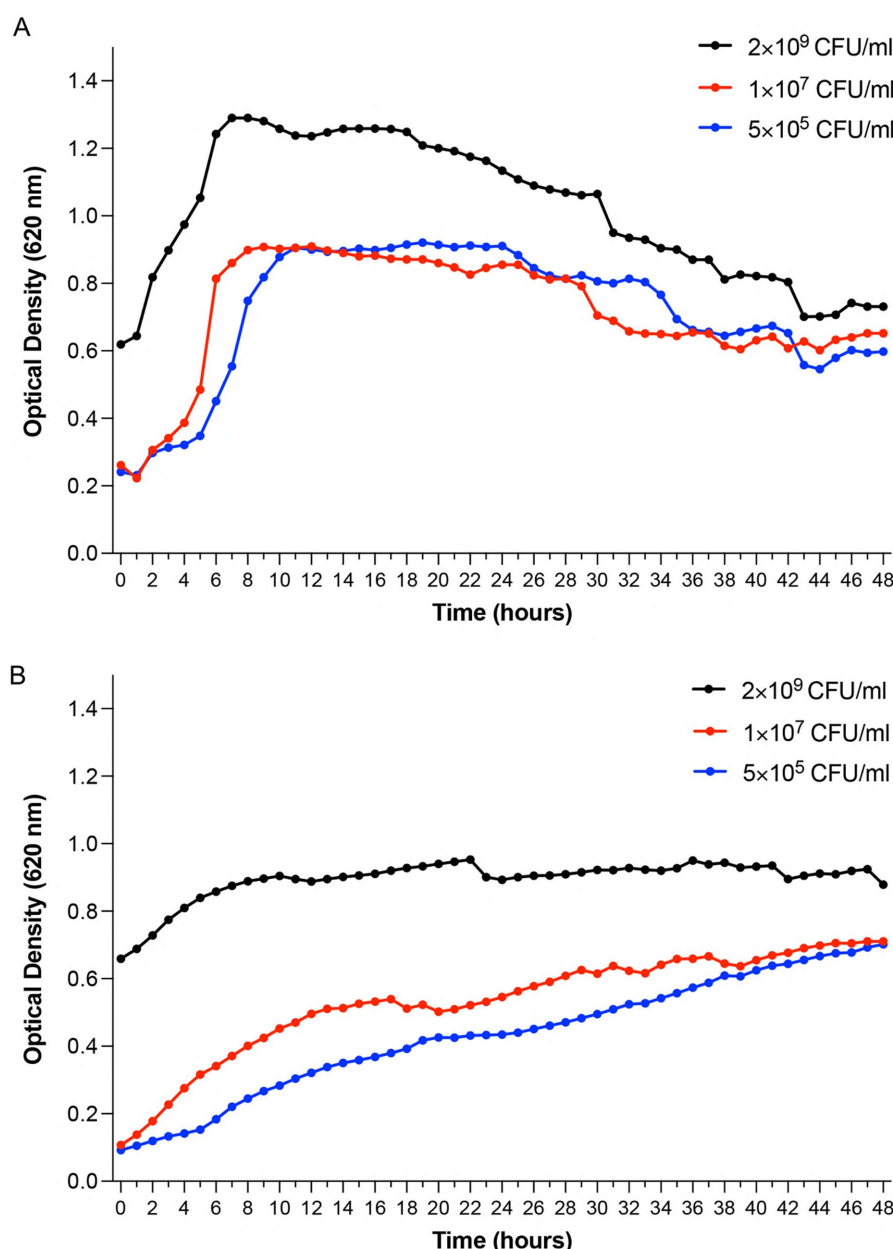 A
2×10⁹ CFU/ml
1×10⁷ CFU/ml
5×10⁵ CFU/ml
1.4
1.2
1.0
0.8
0.6
0.4
0.2
0.0
Optical Density (620 nm)
0 2 4 6 8 10 12 14 16 18 20 22 24 26 28 30 32 34 36 38 40 42 44 46 48
Time (hours)
B
2×10⁹ CFU/ml
1×10⁷ CFU/ml
5×10⁵ CFU/ml
1.4
1.2
1.0
0.8
0.6
0.4
0.2
0.0
Optical Density (620 nm)
0 2 4 6 8 10 12 14 16 18 20 22 24 26 28 30 32 34 36 38 40 42 44 46 48
Time (hours)